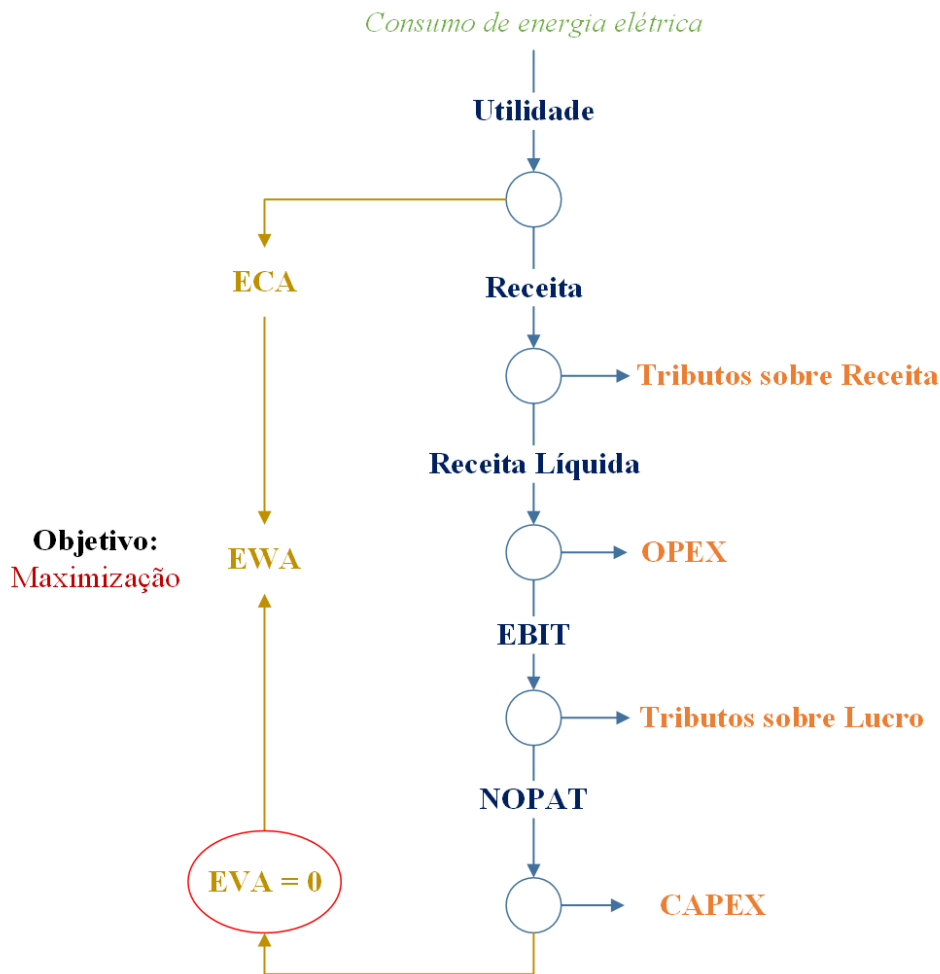 Consumo de energia elétrica
Utilidade
ECA
Receita
Tributos sobre Receita
Receita Líquida
Objetivo:
Maximização
EWA
OPEX
EBIT
Tributos sobre Lucro
NOPAT
EVA = 0
CAPEX